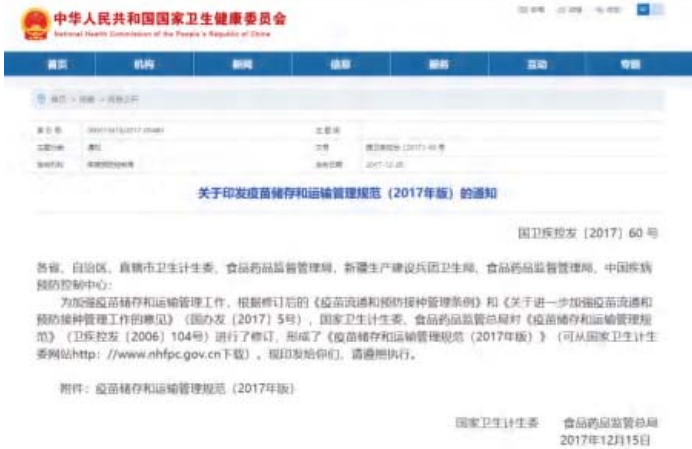 中华人民共和国国家卫生健康委员会
National Health Commission of the People's Republic of China
首页 机构 新闻 信息 服务 互动 专题
关于印发疫苗储存和运输管理规范（2017年版）的通知
国卫疾控发〔2017〕60号
各省、自治区、直辖市卫生计生委、食品药品监督管理局，新疆生产建设兵团卫生局、食品药品监督管理局，中国疾病
预防控制中心：
为加强疫苗储存和运输管理工作，根据修订后的《疫苗流通和预防接种管理条例》和《关于进一步加强疫苗流通和
预防接种管理工作的意见》（国办发〔2017〕5号），国家卫生计生委、食品药品监管总局对《疫苗储存和运输管理规
范》（卫疾控发〔2006〕104号）进行了修订，形成了《疫苗储存和运输管理规范（2017年版）》（可从国家卫生计生
委网站http：//www.nhfpc.gov.cn下载）。现印发给你们，请遵照执行。
附件：疫苗储存和运输管理规范（2017年版）
国家卫生计生委 食品药品监管总局
2017年12月15日